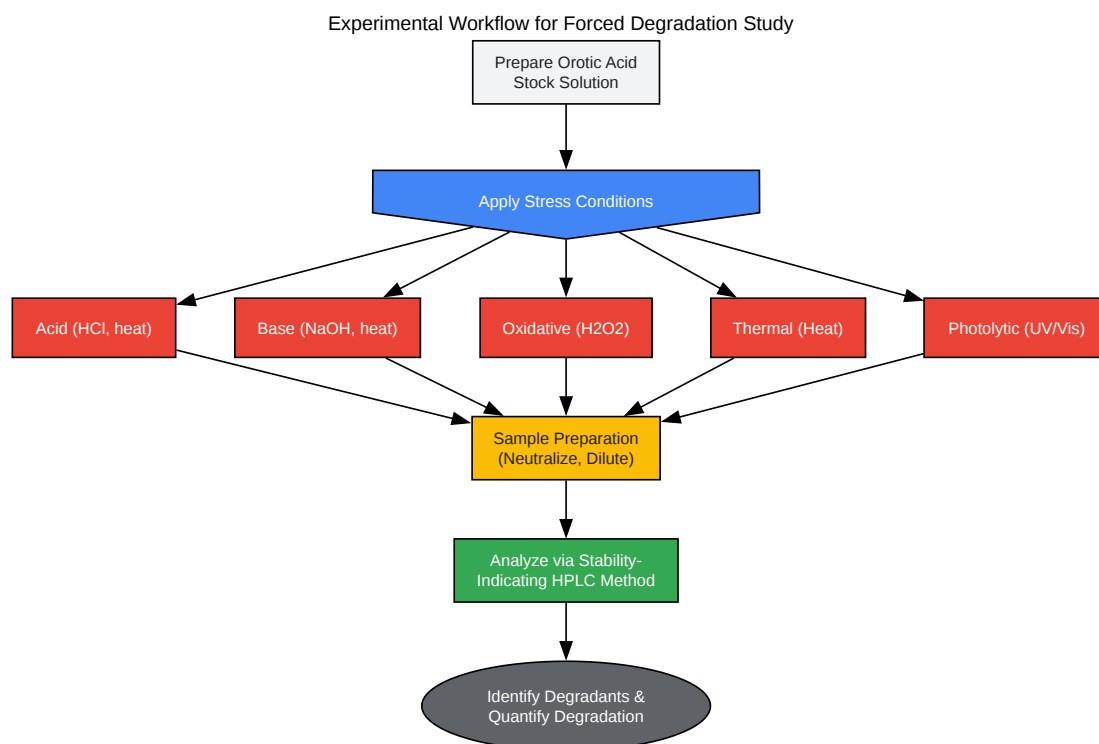 Experimental Workflow for Forced Degradation Study
Prepare Orotic Acid
Stock Solution
Apply Stress Conditions
Acid (HCl, heat)
Base (NaOH, heat)
Oxidative (H2O2)
Thermal (Heat)
Photolytic (UV/Vis)
Sample Preparation
(Neutralize, Dilute)
Analyze via Stability-
Indicating HPLC Method
Identify Degradants &
Quantify Degradation